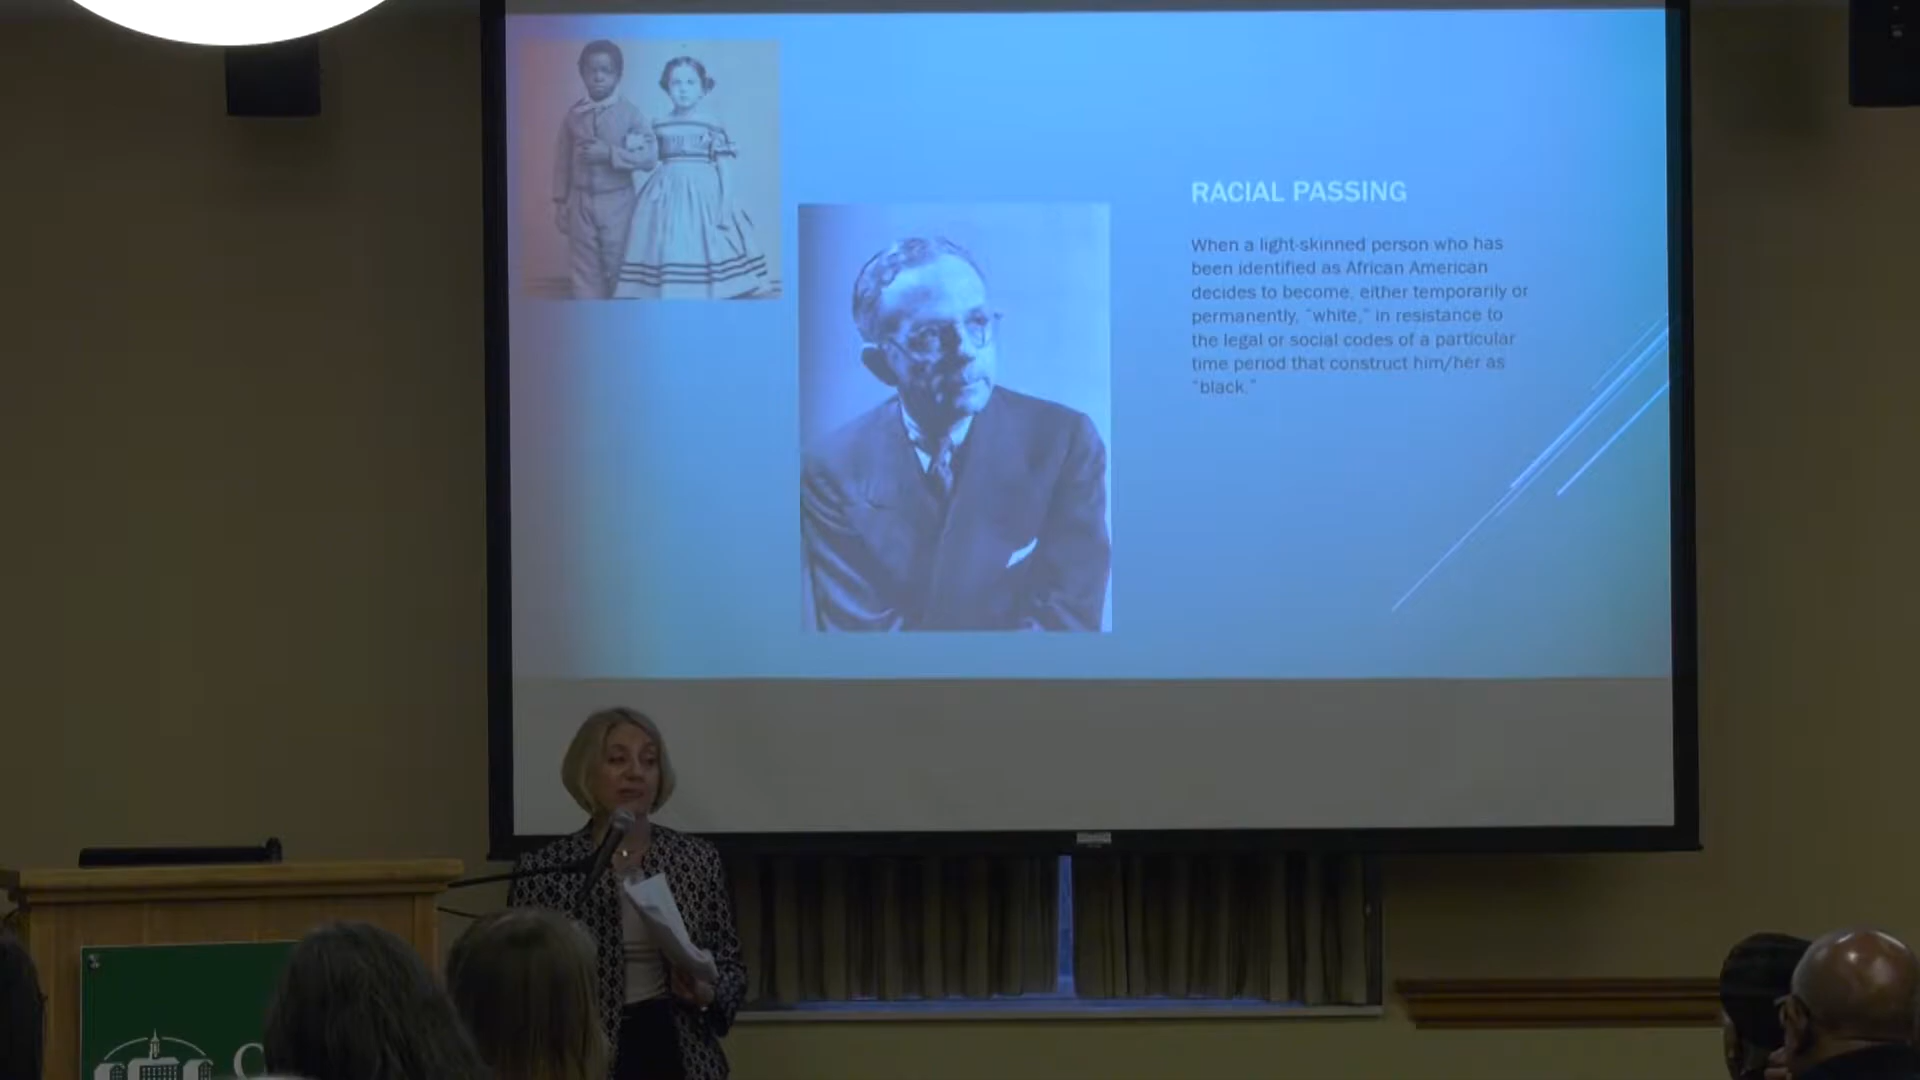 RACIAL PASSING
When a light-skinned person who has
been identified as African American
decides to become, either temporarily or
permanently, “white,” in resistance to
the legal or social codes of a particular
time period that construct him/her as
“black.”